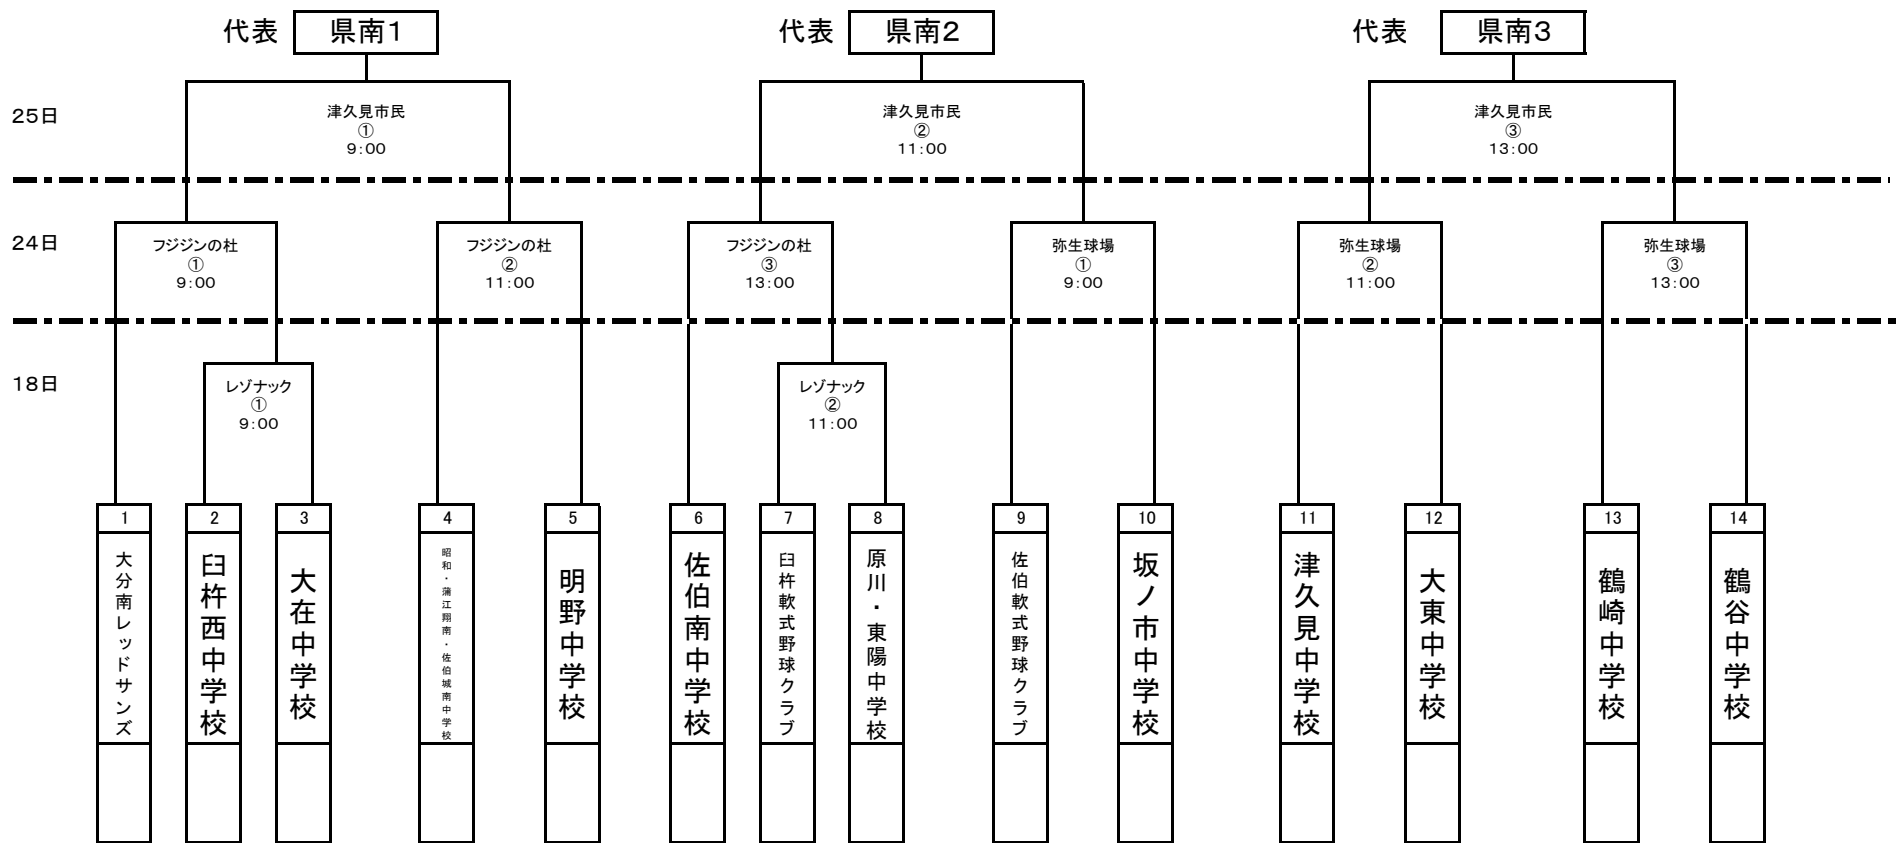 代表 県南1
代表 県南2
代表 県南3
25日
津久見市民
①
9:00
津久見市民
②
11:00
津久見市民
③
13:00
24日
フジジンの杜
①
9:00
フジジンの杜
②
11:00
フジジンの杜
③
13:00
弥生球場
①
9:00
弥生球場
②
11:00
弥生球場
③
13:00
18日
レゾナック
①
9:00
レゾナック
②
11:00
1
大分南レッドサンズ
2
臼杵西中学校
3
大在中学校
4
昭和・蒲江翔南・佐伯城南中学校
5
明野中学校
6
佐伯南中学校
7
臼杵軟式野球クラブ
8
原川・東陽中学校
9
佐伯軟式野球クラブ
10
坂ノ市中学校
11
津久見中学校
12
大東中学校
13
鶴崎中学校
14
鶴谷中学校